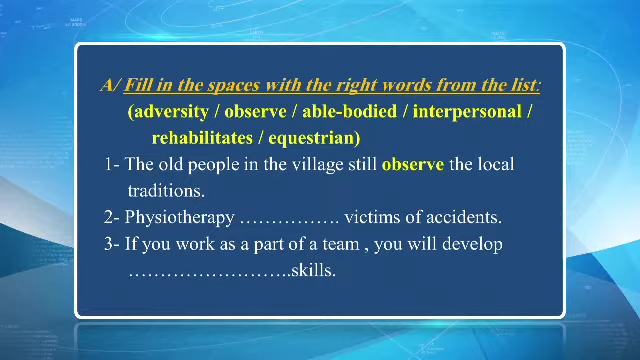 A/ Fill in the spaces with the right words from the list:
(adversity / observe / able-bodied / interpersonal /
rehabilitates / equestrian)
1- The old people in the village still observe the local
traditions.
2- Physiotherapy ……………. victims of accidents.
3- If you work as a part of a team , you will develop
……………………..skills.